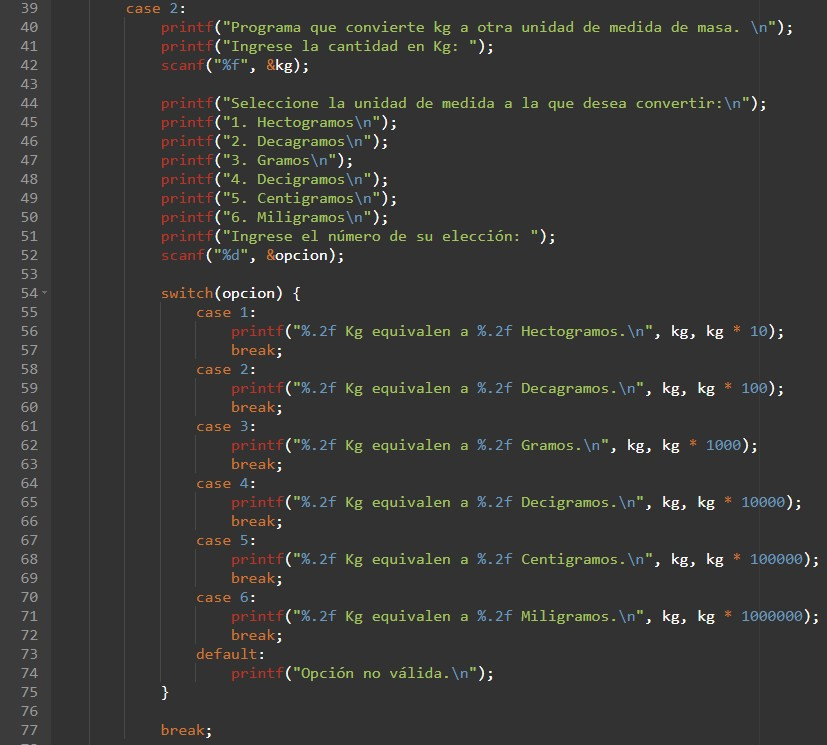 39 case 2:
40 printf("Programa que convierte kg a otra unidad de medida de masa. \n");
41 printf("Ingrese la cantidad en Kg: ");
42 scanf("%f", &kg);
43
44 printf("Seleccione la unidad de medida a la que desea convertir:\n");
45 printf("1. Hectogramos\n");
46 printf("2. Decagramos\n");
47 printf("3. Gramos\n");
48 printf("4. Decigramos\n");
49 printf("5. Centigramos\n");
50 printf("6. Miligramos\n");
51 printf("Ingrese el número de su elección: ");
52 scanf("%d", &opcion);
53
54 switch(opcion) {
55 case 1:
56 printf("%.2f Kg equivalen a %.2f Hectogramos.\n", kg, kg * 10);
57 break;
58 case 2:
59 printf("%.2f Kg equivalen a %.2f Decagramos.\n", kg, kg * 100);
60 break;
61 case 3:
62 printf("%.2f Kg equivalen a %.2f Gramos.\n", kg, kg * 1000);
63 break;
64 case 4:
65 printf("%.2f Kg equivalen a %.2f Decigramos.\n", kg, kg * 10000);
66 break;
67 case 5:
68 printf("%.2f Kg equivalen a %.2f Centigramos.\n", kg, kg * 100000);
69 break;
70 case 6:
71 printf("%.2f Kg equivalen a %.2f Miligramos.\n", kg, kg * 1000000);
72 break;
73 default:
74 printf("Opción no válida.\n");
75 }
76
77 break;